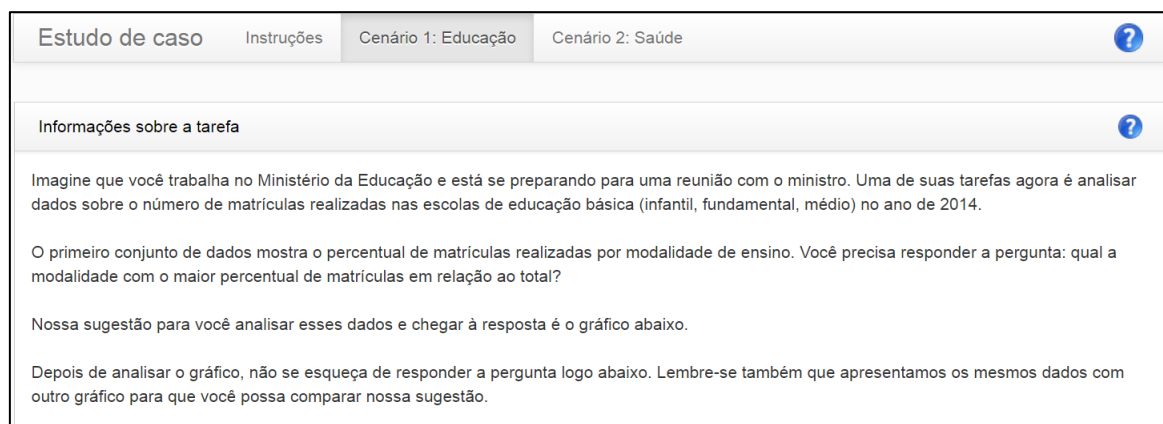 Estudo de caso Instruções Cenário 1: Educação Cenário 2: Saúde ?
Informações sobre a tarefa ?
Imagine que você trabalha no Ministério da Educação e está se preparando para uma reunião com o ministro. Uma de suas tarefas agora é analisar
dados sobre o número de matrículas realizadas nas escolas de educação básica (infantil, fundamental, médio) no ano de 2014.
O primeiro conjunto de dados mostra o percentual de matrículas realizadas por modalidade de ensino. Você precisa responder a pergunta: qual a
modalidade com o maior percentual de matrículas em relação ao total?
Nossa sugestão para você analisar esses dados e chegar à resposta é o gráfico abaixo.
Depois de analisar o gráfico, não se esqueça de responder a pergunta logo abaixo. Lembre-se também que apresentamos os mesmos dados com
outro gráfico para que você possa comparar nossa sugestão.